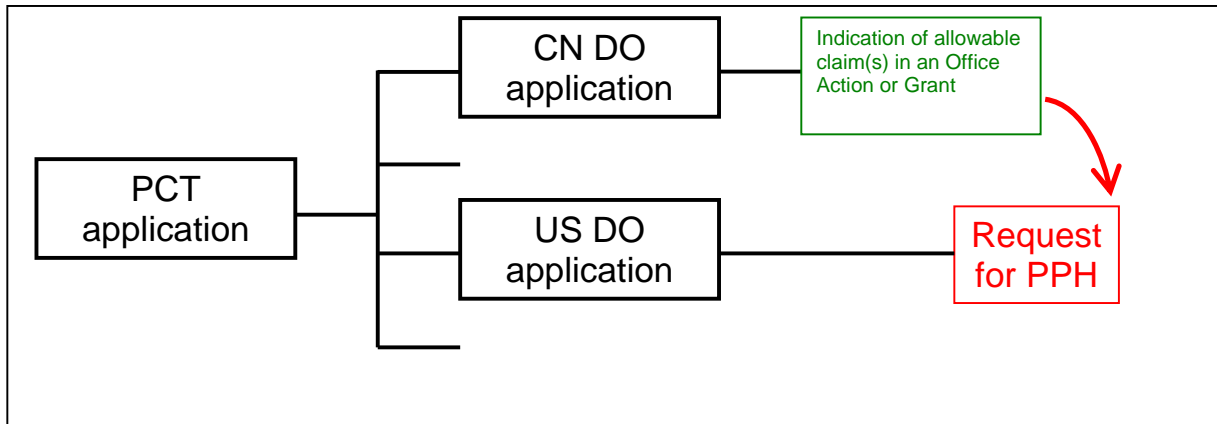 CN DO
application
Indication of allowable
claim(s) in an Office
Action or Grant
PCT
application
US DO
application
Request
for PPH